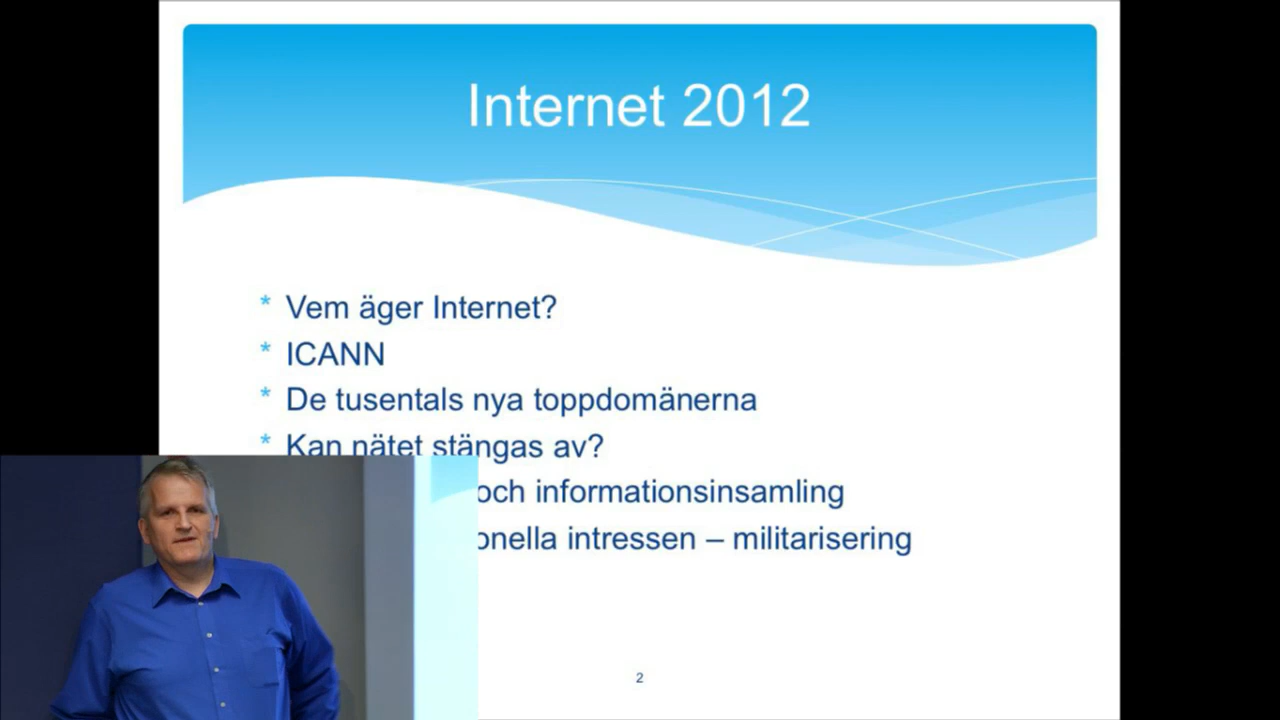 Internet 2012
* Vem äger Internet?
* ICANN
* De tusentals nya toppdomänerna
* Kan nätet stängas av?
och informationsinsamling
intressen – militarisering
2